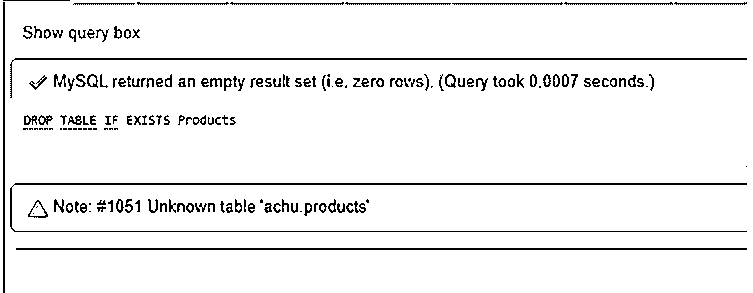 Show query box
MySQL returned an empty result set (i.e. zero rows). (Query took 0.0007 seconds.)
DROP TABLE IF EXISTS Products
Note: #1051 Unknown table 'achu.products'